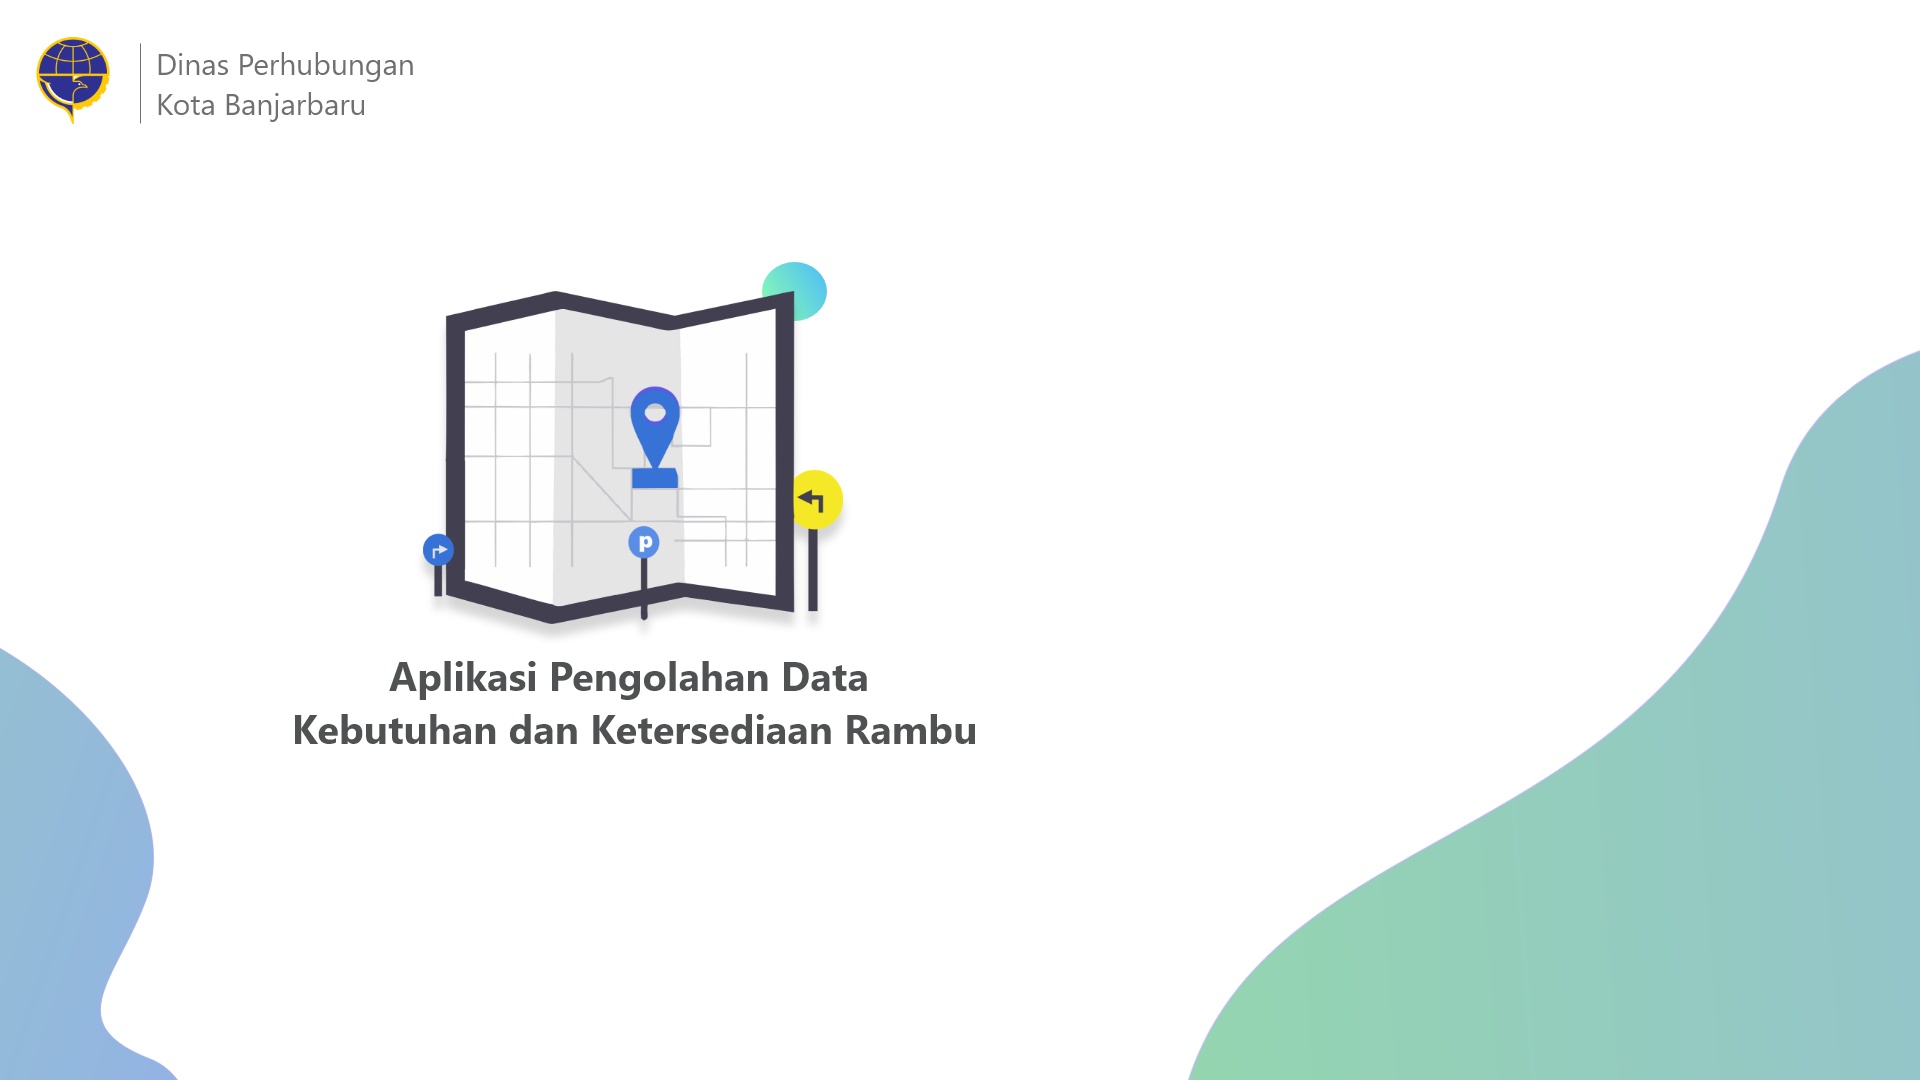 Dinas Perhubungan
Kota Banjarbaru
P
Aplikasi Pengolahan Data
Kebutuhan dan Ketersediaan Rambu